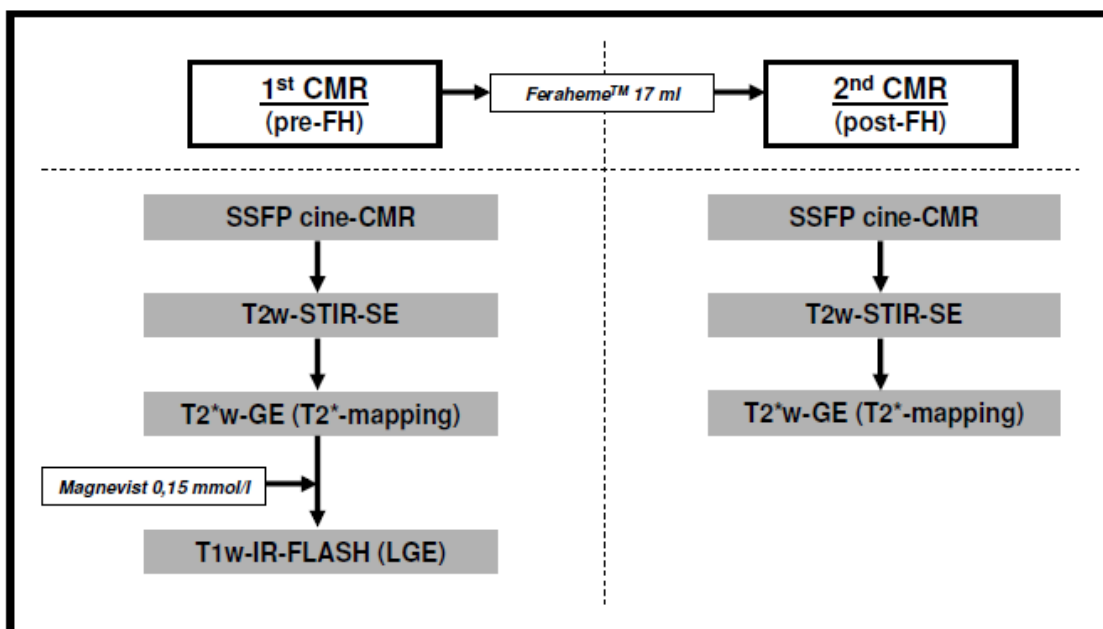 1st CMR
(pre-FH)
Feraheme™ 17 ml
2nd CMR
(post-FH)
SSFP cine-CMR
T2w-STIR-SE
T2*w-GE (T2*-mapping)
Magnevist 0,15 mmol/l
T1w-IR-FLASH (LGE)
SSFP cine-CMR
T2w-STIR-SE
T2*w-GE (T2*-mapping)